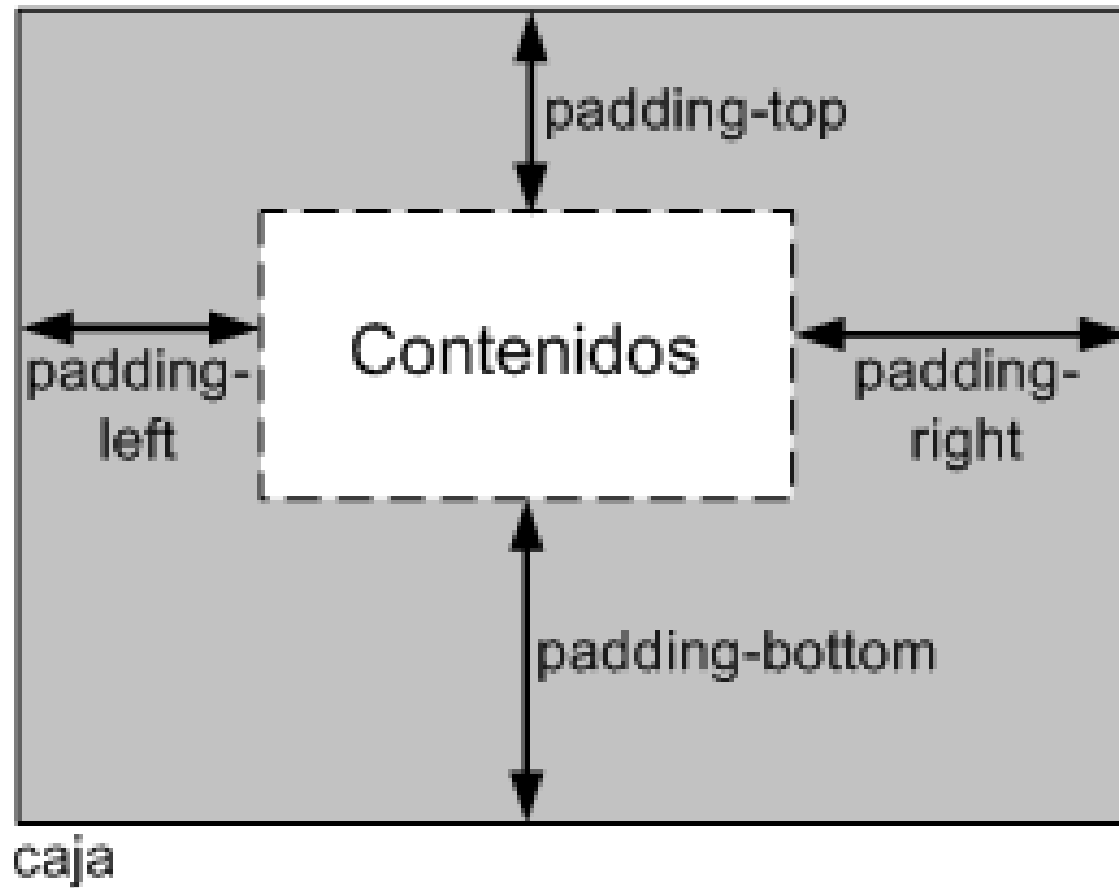 padding-top
Contenidos
padding-
left
padding-
right
padding-bottom
caja